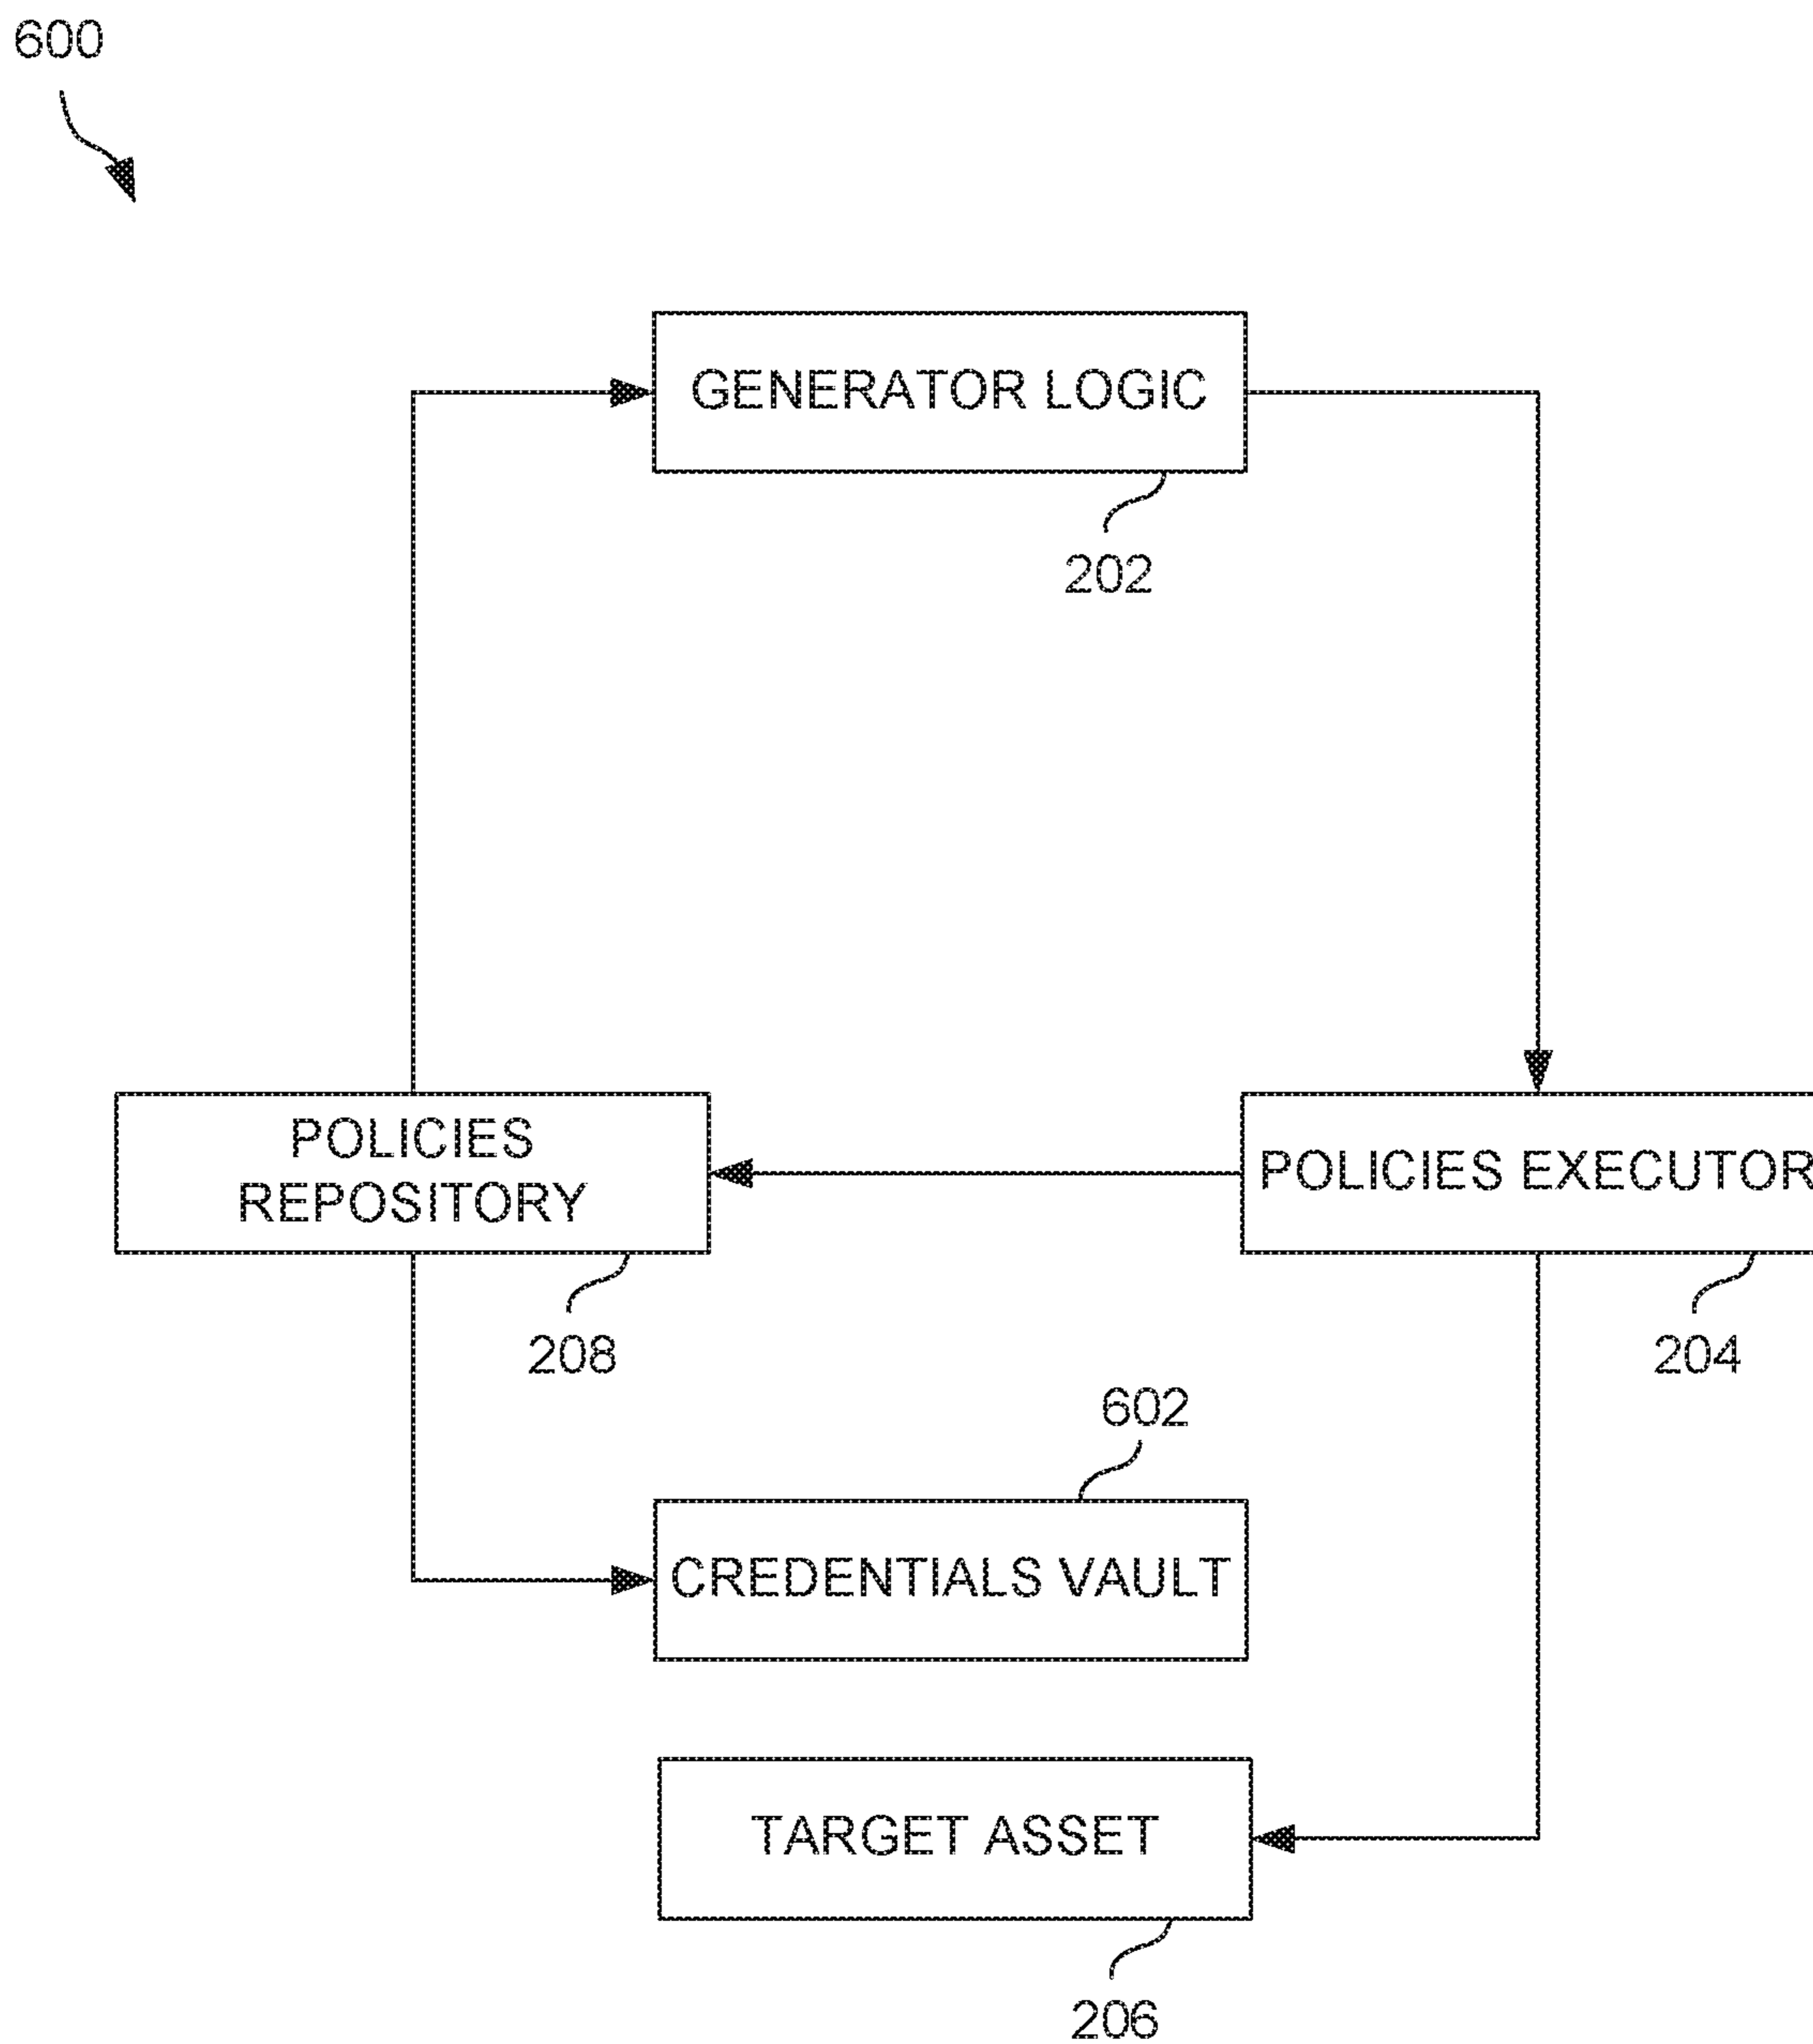 600
GENERATOR LOGIC
202
POLICIES
REPOSITORY
208
POLICIES EXECUTOR
204
602
CREDENTIALS VAULT
TARGET ASSET
206